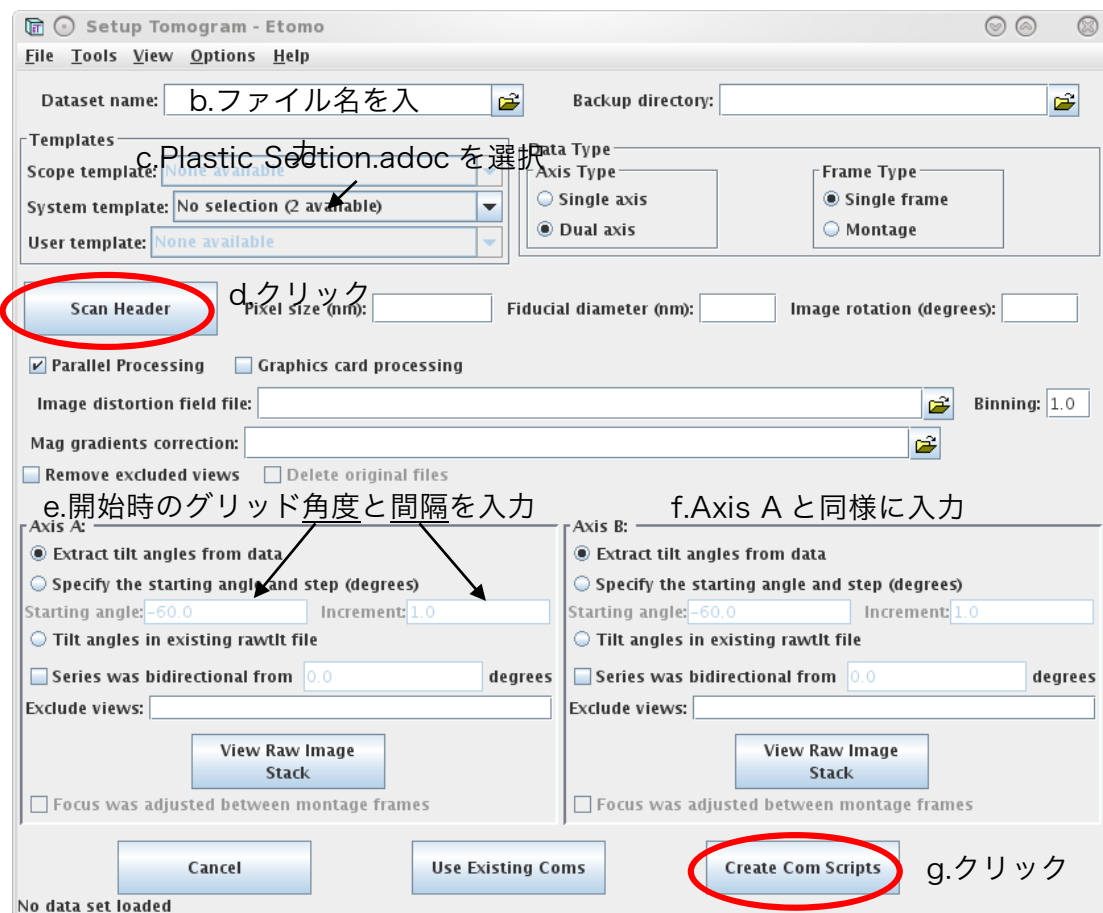 Setup Tomogram - Etomo
File Tools View Options Help
Dataset name: b.ファイル名を入力
Backup directory:
Templates
c.Plastic Section.adoc を選択
Scope template: None available
System template: No selection (2 available)
User template: None available
Data Type
Axis Type
Single axis
Dual axis
Frame Type
Single frame
Montage
Scan Header
d.クリック
Pixel size (nm): Fiducial diameter (nm): Image rotation (degrees):
Parallel Processing Graphics card processing
Image distortion field file: Binning: 1.0
Mag gradients correction:
Remove excluded views Delete original files
e.開始時のグリッド角度と間隔を入力
Axis A:
Extract tilt angles from data
Specify the starting angle and step (degrees)
Starting angle: -60.0 Increment: 1.0
Tilt angles in existing rawtlt file
Series was bidirectional from 0.0 degrees
Exclude views:
View Raw Image
Stack
Focus was adjusted between montage frames
f.Axis A と同様に入力
Axis B:
Extract tilt angles from data
Specify the starting angle and step (degrees)
Starting angle: -60.0 Increment: 1.0
Tilt angles in existing rawtlt file
Series was bidirectional from 0.0 degrees
Exclude views:
View Raw Image
Stack
Focus was adjusted between montage frames
Cancel Use Existing Coms Create Com Scripts g.クリック
No data set loaded